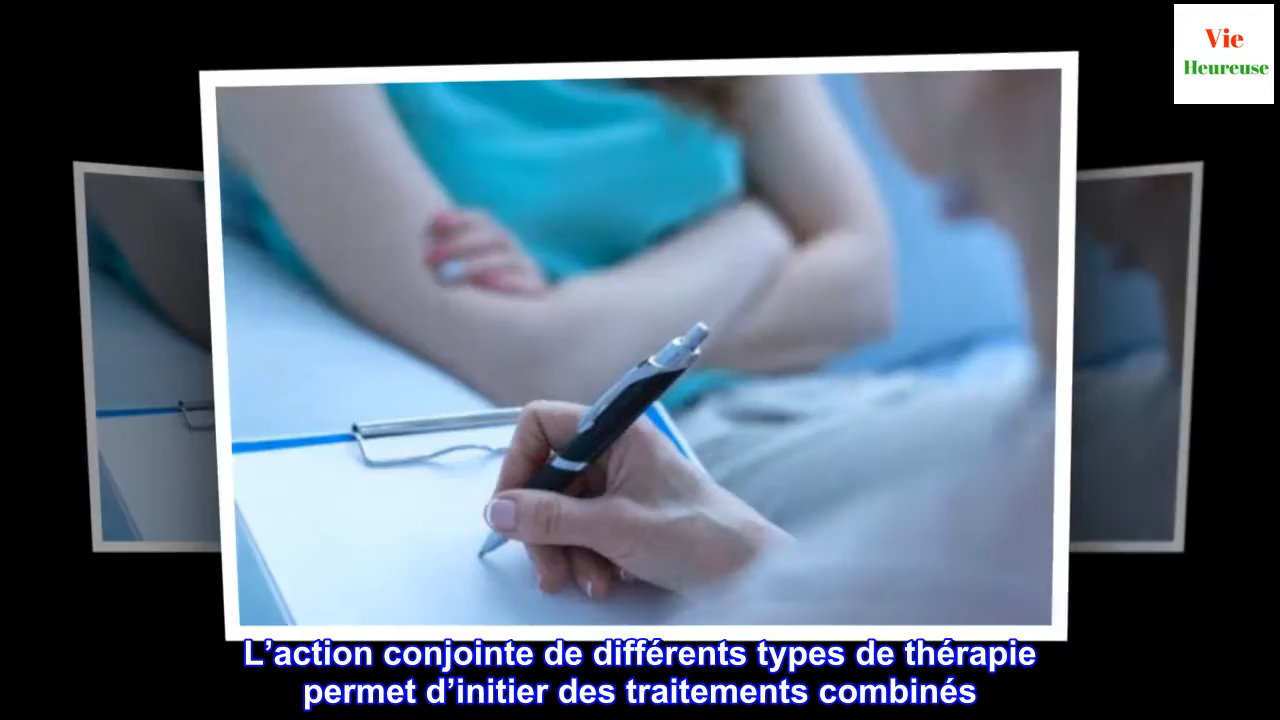 Vie
Heureuse
L’action conjointe de différents types de thérapie
permet d’initier des traitements combinés